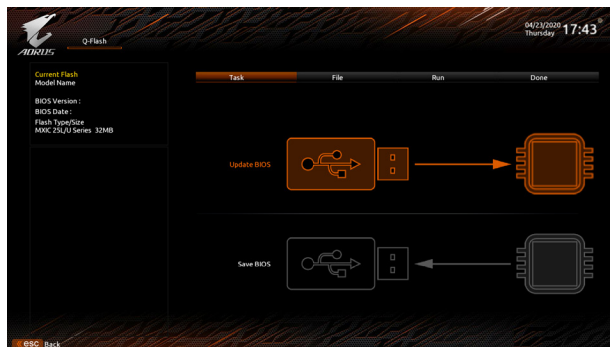 AORUS
Q-Flash
04/23/2020
Thursday
17:43
Current Flash
Model Name
BIOS Version :
BIOS Date :
Flash Type/Size
MXIC 25L/U Series 32MB
Task File Run Done
Update BIOS
Save BIOS
esc Back